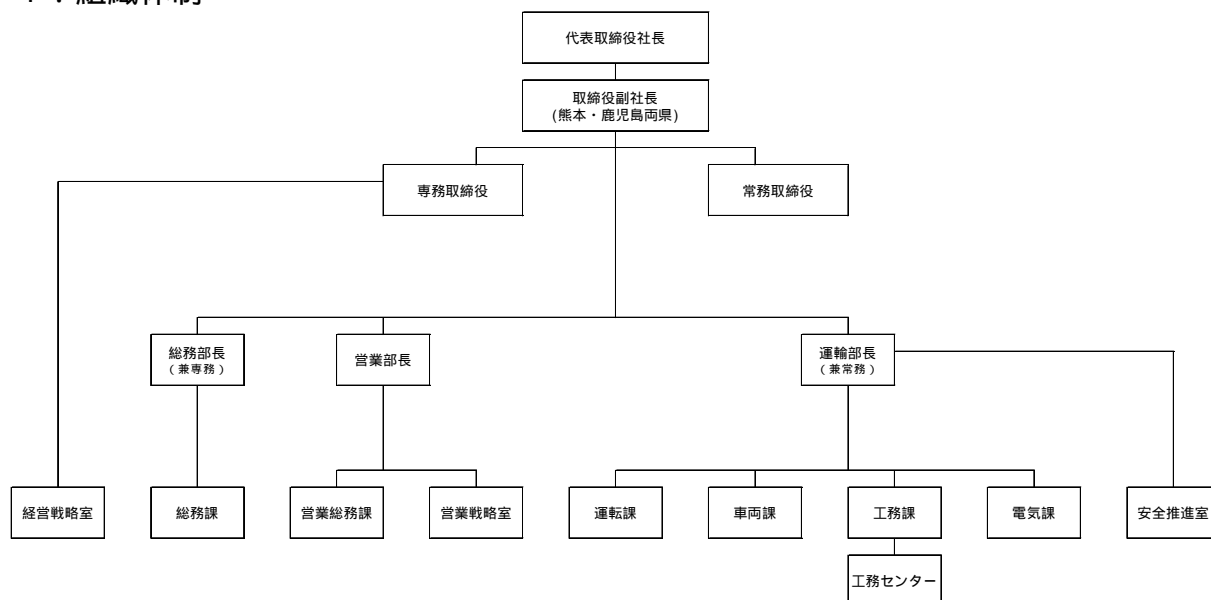 代表取締役社長
取締役副社長
(熊本・鹿児島両県)
専務取締役
常務取締役
総務部長
(兼専務)
営業部長
運輸部長
(兼常務)
経営戦略室
総務課
営業総務課
営業戦略室
運転課
車両課
工務課
電気課
安全推進室
工務センター